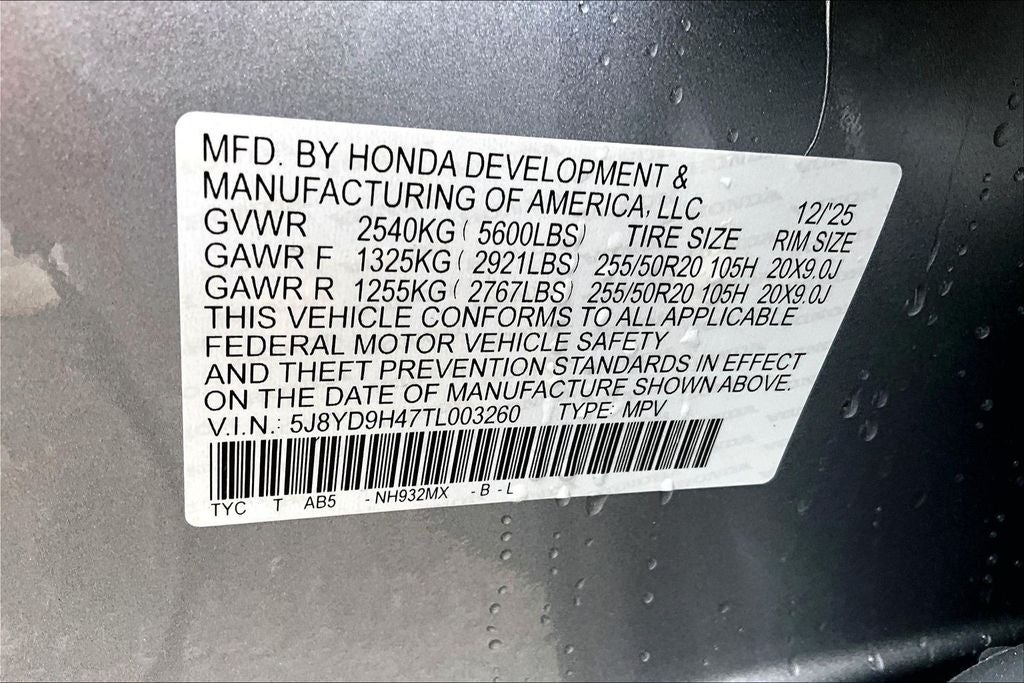 MFD. BY HONDA DEVELOPMENT &
MANUFACTURING OF AMERICA, LLC 12/'25
GVWR 2540KG ( 5600LBS) TIRE SIZE RIM SIZE
GAWR F 1325KG ( 2921LBS) 255/50R20 105H 20X9.0J
GAWR R 1255KG ( 2767LBS) 255/50R20 105H 20X9.0J
THIS VEHICLE CONFORMS TO ALL APPLICABLE
FEDERAL MOTOR VEHICLE SAFETY
AND THEFT PREVENTION STANDARDS IN EFFECT
ON THE DATE OF MANUFACTURE SHOWN ABOVE.
V.I.N.: 5J8YD9H47TL003260 TYPE: MPV
TYC T AB5 - NH932MX - B - L